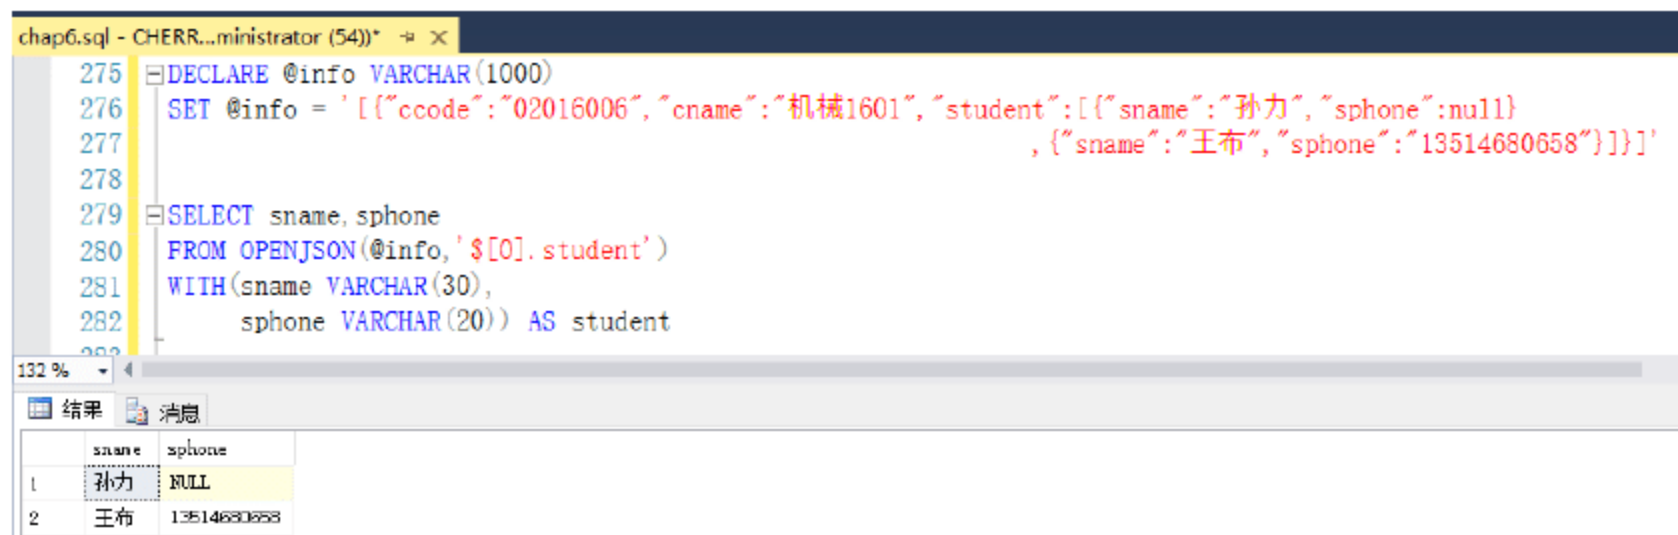 chap6.sql - CHERR...ministrator (54))*
275 DECLARE @info VARCHAR(1000)
276 SET @info = '[{"ccode":"02016006","cname":"机械1601","student":[{"sname":"孙力","sphone":null}
277 ,{"sname":"王布","sphone":"13514680658"}]}]'
278
279 SELECT sname,sphone
280 FROM OPENJSON(@info,'$[0].student')
281 WITH(sname VARCHAR(30),
282 sphone VARCHAR(20)) AS student
132 %
结果 消息
sname sphone
1 孙力 NULL
2 王布 13514680658